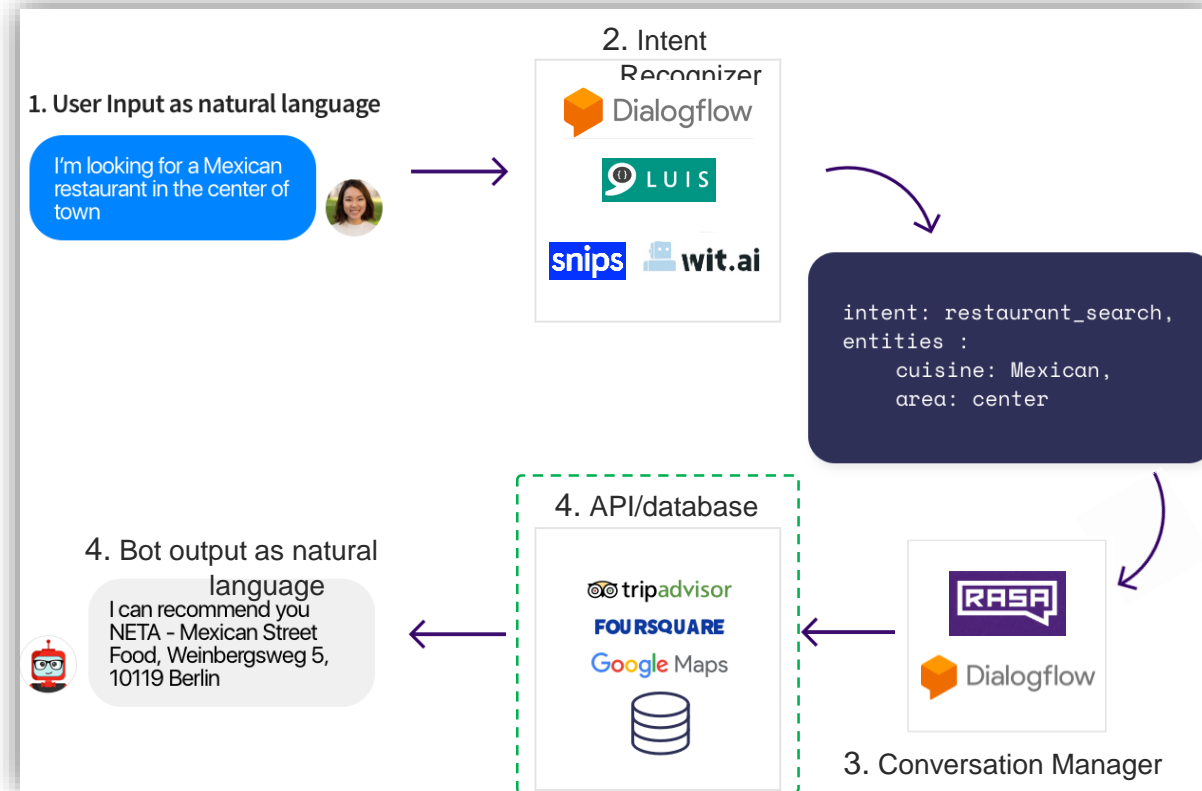 1. User Input as natural language
I'm looking for a Mexican
restaurant in the center of
town
2. Intent
Recognizer
Dialogflow
LUIS
snips
wit.ai
intent: restaurant_search,
entities :
cuisine: Mexican,
area: center
RASA
Dialogflow
3. Conversation Manager
4. API/database
tripadvisor
FOURSQUARE
Google Maps
4. Bot output as natural
language
I can recommend you
NETA - Mexican Street
Food, Weinbergsweg 5,
10119 Berlin